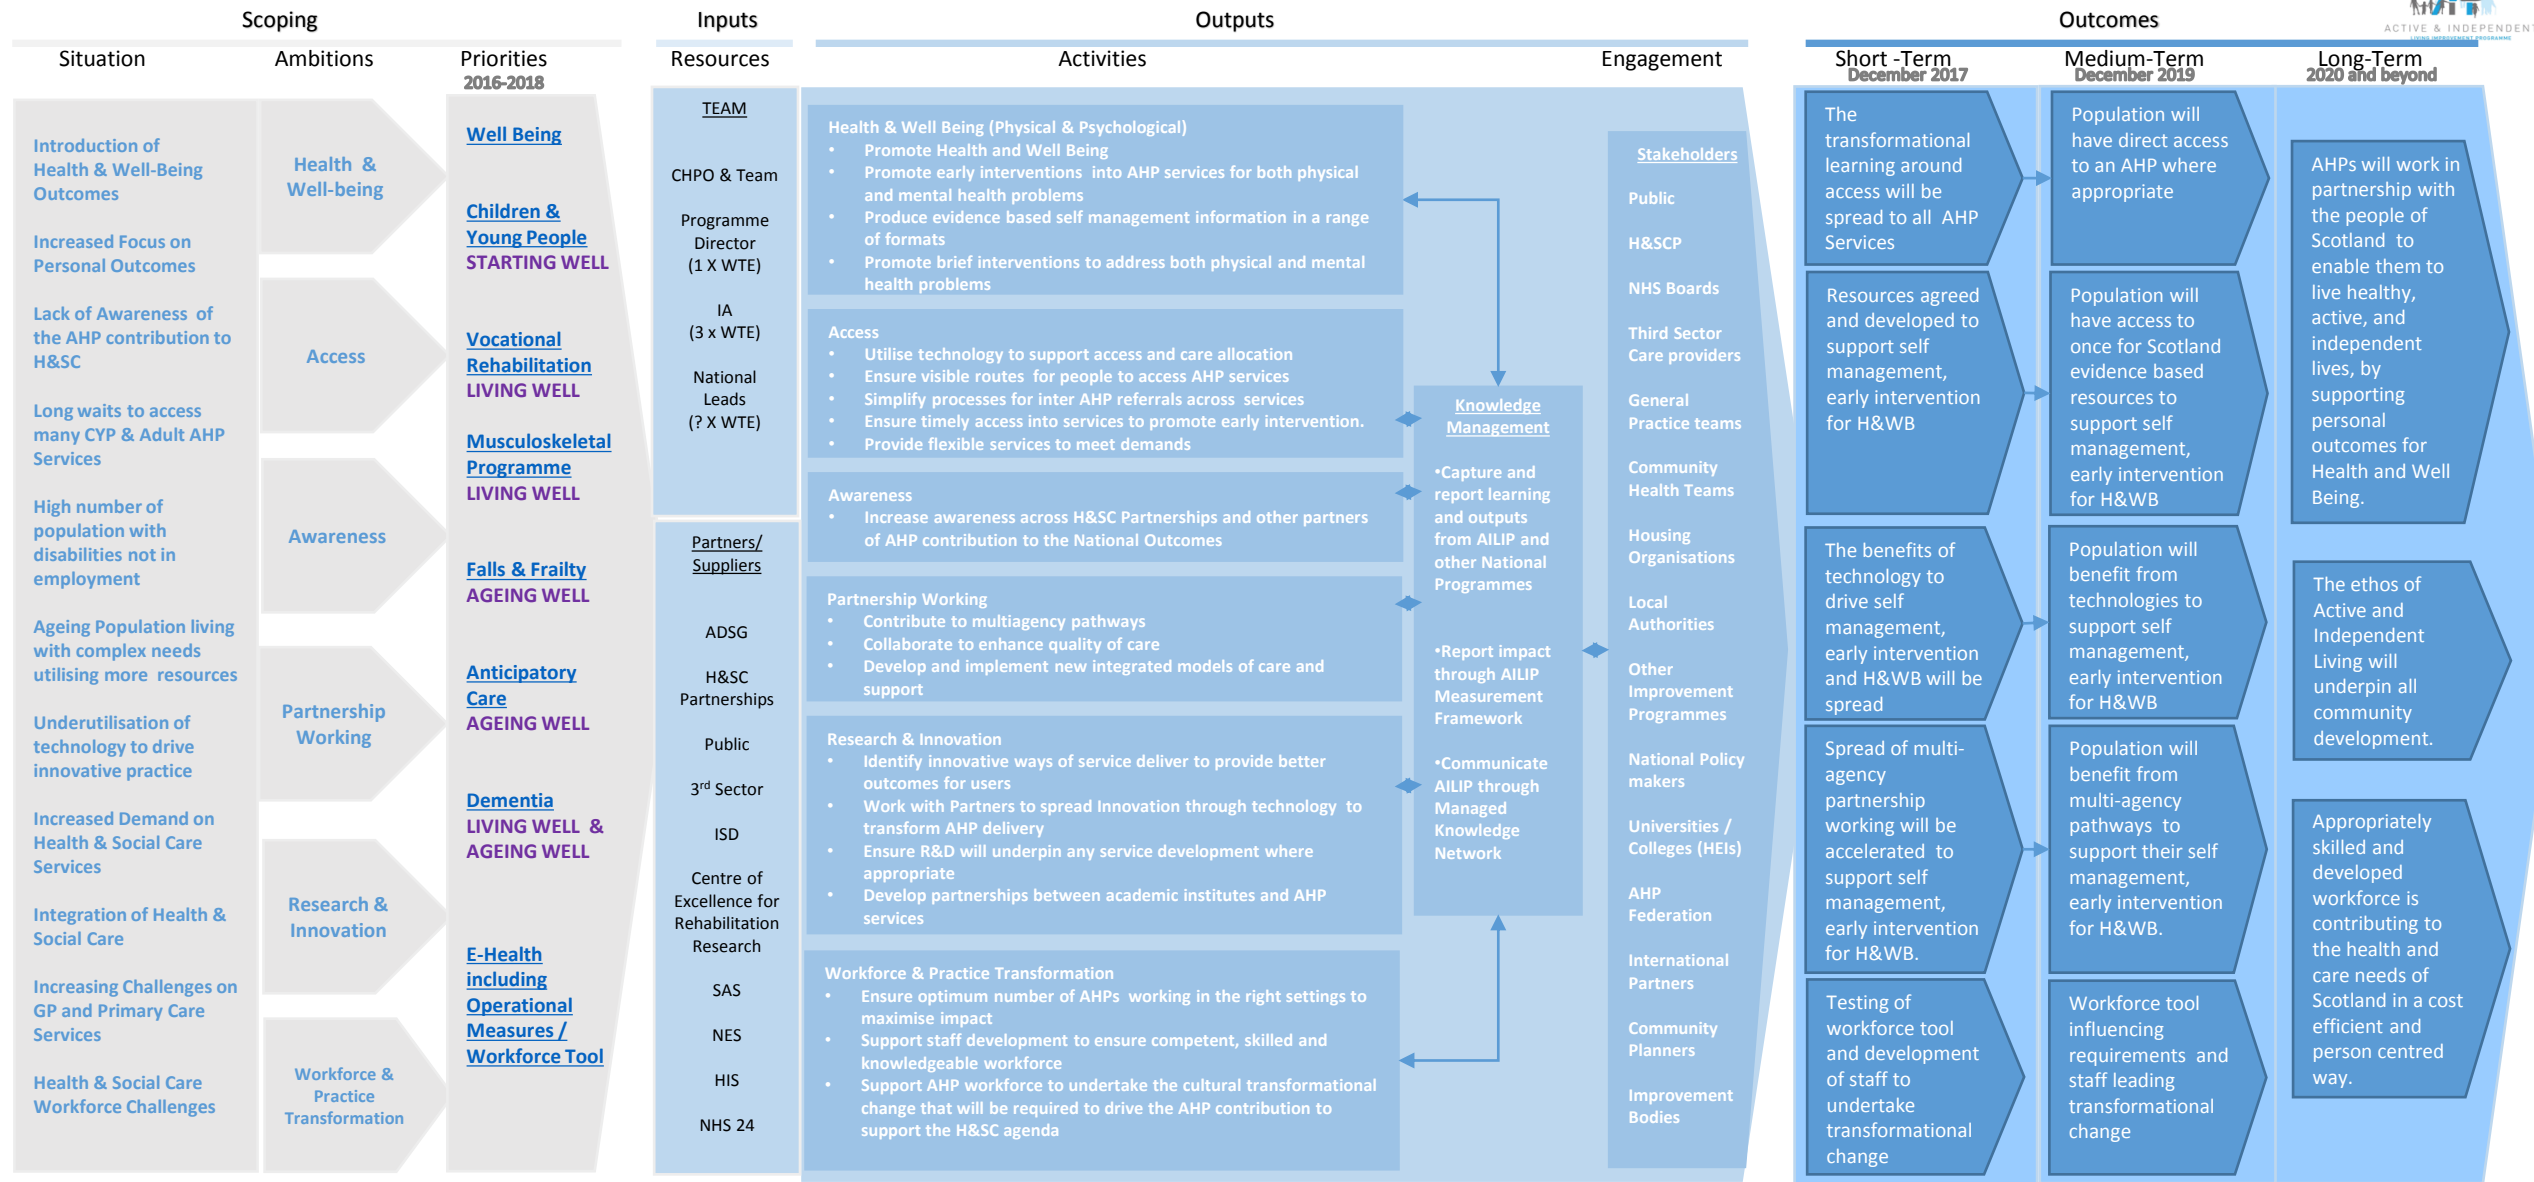 Scoping
Inputs
Outputs
Outcomes
ACTIVE & INDEPENDENT
LIVING IMPROVEMENT PROGRAMME
Situation
Ambitions
Priorities
2016-2018
Resources
Activities
Engagement
Short -Term
December 2017
Medium-Term
December 2019
Long-Term
2020 and beyond
Introduction of
Health & Well-Being
Outcomes
Increased Focus on
Personal Outcomes
Lack of Awareness of
the AHP contribution to
H&SC
Long waits to access
many CYP & Adult AHP
Services
High number of
population with
disabilities not in
employment
Ageing Population living
with complex needs
utilising more resources
Underutilisation of
technology to drive
innovative practice
Increased Demand on
Health & Social Care
Services
Integration of Health &
Social Care
Increasing Challenges on
GP and Primary Care
Services
Health & Social Care
Workforce Challenges
Health &
Well-being
Access
Awareness
Partnership
Working
Research &
Innovation
Workforce &
Practice
Transformation
Well Being
Children &
Young People
STARTING WELL
Vocational
Rehabilitation
LIVING WELL
Musculoskeletal
Programme
LIVING WELL
Falls & Frailty
AGEING WELL
Anticipatory
Care
AGEING WELL
Dementia
LIVING WELL &
AGEING WELL
E-Health
including
Operational
Measures /
Workforce Tool
TEAM
CHPO & Team
Programme
Director
(1 X WTE)
IA
(3 x WTE)
National
Leads
(? X WTE)
Partners/
Suppliers
ADSG
H&SC
Partnerships
Public
3rd Sector
ISD
Centre of
Excellence for
Rehabilitation
Research
SAS
NES
HIS
NHS 24
Health & Well Being (Physical & Psychological)
• Promote Health and Well Being
• Promote early interventions into AHP services for both physical
and mental health problems
• Produce evidence based self management information in a range
of formats
• Promote brief interventions to address both physical and mental
health problems
Access
• Utilise technology to support access and care allocation
• Ensure visible routes for people to access AHP services
• Simplify processes for inter AHP referrals across services
• Ensure timely access into services to promote early intervention.
• Provide flexible services to meet demands
Awareness
• Increase awareness across H&SC Partnerships and other partners
of AHP contribution to the National Outcomes
Partnership Working
• Contribute to multiagency pathways
• Collaborate to enhance quality of care
• Develop and implement new integrated models of care and
support
Research & Innovation
• Identify innovative ways of service deliver to provide better
outcomes for users
• Work with Partners to spread Innovation through technology to
transform AHP delivery
• Ensure R&D will underpin any service development where
appropriate
• Develop partnerships between academic institutes and AHP
services
Workforce & Practice Transformation
• Ensure optimum number of AHPs working in the right settings to
maximise impact
• Support staff development to ensure competent, skilled and
knowledgeable workforce
• Support AHP workforce to undertake the cultural transformational
change that will be required to drive the AHP contribution to
support the H&SC agenda
Knowledge
Management
•Capture and
report learning
and outputs
from AILIP and
other National
Programmes
•Report impact
through AILIP
Measurement
Framework
•Communicate
AILIP through
Managed
Knowledge
Network
Stakeholders
Public
H&SCP
NHS Boards
Third Sector
Care providers
General
Practice teams
Community
Health Teams
Housing
Organisations
Local
Authorities
Other
Improvement
Programmes
National Policy
makers
Universities /
Colleges (HEIs)
AHP
Federation
International
Partners
Community
Planners
Improvement
Bodies
The
transformational
learning around
access will be
spread to all AHP
Services
Resources agreed
and developed to
support self
management,
early intervention
for H&WB
The benefits of
technology to
drive self
management,
early intervention
and H&WB will be
spread
Spread of multi-
agency
partnership
working will be
accelerated to
support self
management,
early intervention
for H&WB.
Testing of
workforce tool
and development
of staff to
undertake
transformational
change
Population will
have direct access
to an AHP where
appropriate
Population will
have access to
once for Scotland
evidence based
resources to
support self
management,
early intervention
for H&WB
Population will
benefit from
technologies to
support self
management,
early intervention
for H&WB
Population will
benefit from
multi-agency
pathways to
support their self
management,
early intervention
for H&WB.
Workforce tool
influencing
requirements and
staff leading
transformational
change
AHPs will work in
partnership with
the people of
Scotland to
enable them to
live healthy,
active, and
independent
lives, by
supporting
personal
outcomes for
Health and Well
Being.
The ethos of
Active and
Independent
Living will
underpin all
community
development.
Appropriately
skilled and
developed
workforce is
contributing to
the health and
care needs of
Scotland in a cost
efficient and
person centred
way.